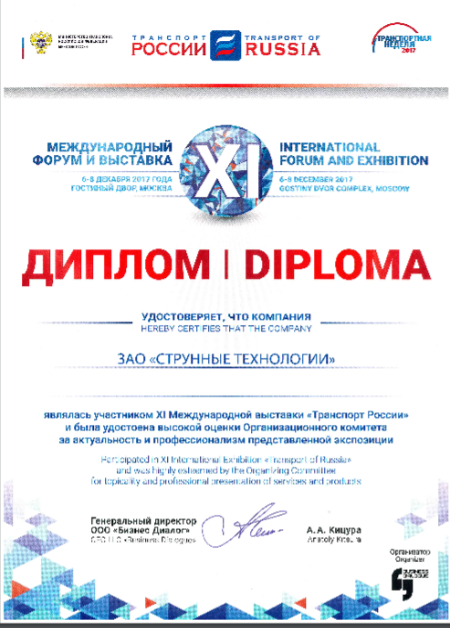 ТРАНСПОРТ
РОССИИ
TRANSPORT OF
RUSSIA
ТРАНСПОРТНАЯ
НЕДЕЛЯ
2017
МЕЖДУНАРОДНЫЙ
ФОРУМ И ВЫСТАВКА
6-8 ДЕКАБРЯ 2017 ГОДА
ГОСТИНЫЙ ДВОР, МОСКВА
XI
INTERNATIONAL
FORUM AND EXHIBITION
6-8 DECEMBER 2017
GOSTINY DVOR COMPLEX, MOSCOW
ДИПЛОМ | DIPLOMA
УДОСТОВЕРЯЕТ, ЧТО КОМПАНИЯ
HEREBY CERTIFIES THAT THE COMPANY
ЗАО «СТРУННЫЕ ТЕХНОЛОГИИ»
являлась участником XI Международной выставки «Транспорт России»
и была удостоена высокой оценки Организационного комитета
за актуальность и профессионализм представленной экспозиции
Participated in XI International Exhibition «Transport of Russia»
and was highly esteemed by the Organizing Committee
for topicality and professional presentation of services and products
Генеральный директор
ООО «Бизнес Диалог»
CEO LLC «Business Dialogue»
А. А. Кицура
Anatoly Kitsura
Организатор
Organizer
BUSINESS
DIALOGUE